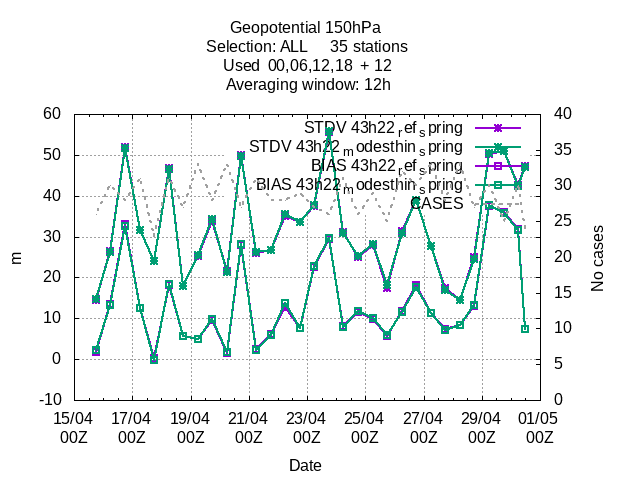 Geopotential 150hPa
Selection: ALL 35 stations
Used 00,06,12,18 + 12
Averaging window: 12h
STDV 43h22_ref_spring
STDV 43h22_modesthin_spring
BIAS 43h22_ref_spring
BIAS 43h22_modesthin_spring
CASES
60
50
40
30
20
10
0
-10
m
40
35
30
25
20
15
10
5
0
No cases
15/04 17/04 19/04 21/04 23/04 25/04 27/04 29/04 01/05
00Z 00Z 00Z 00Z 00Z 00Z 00Z 00Z 00Z
Date